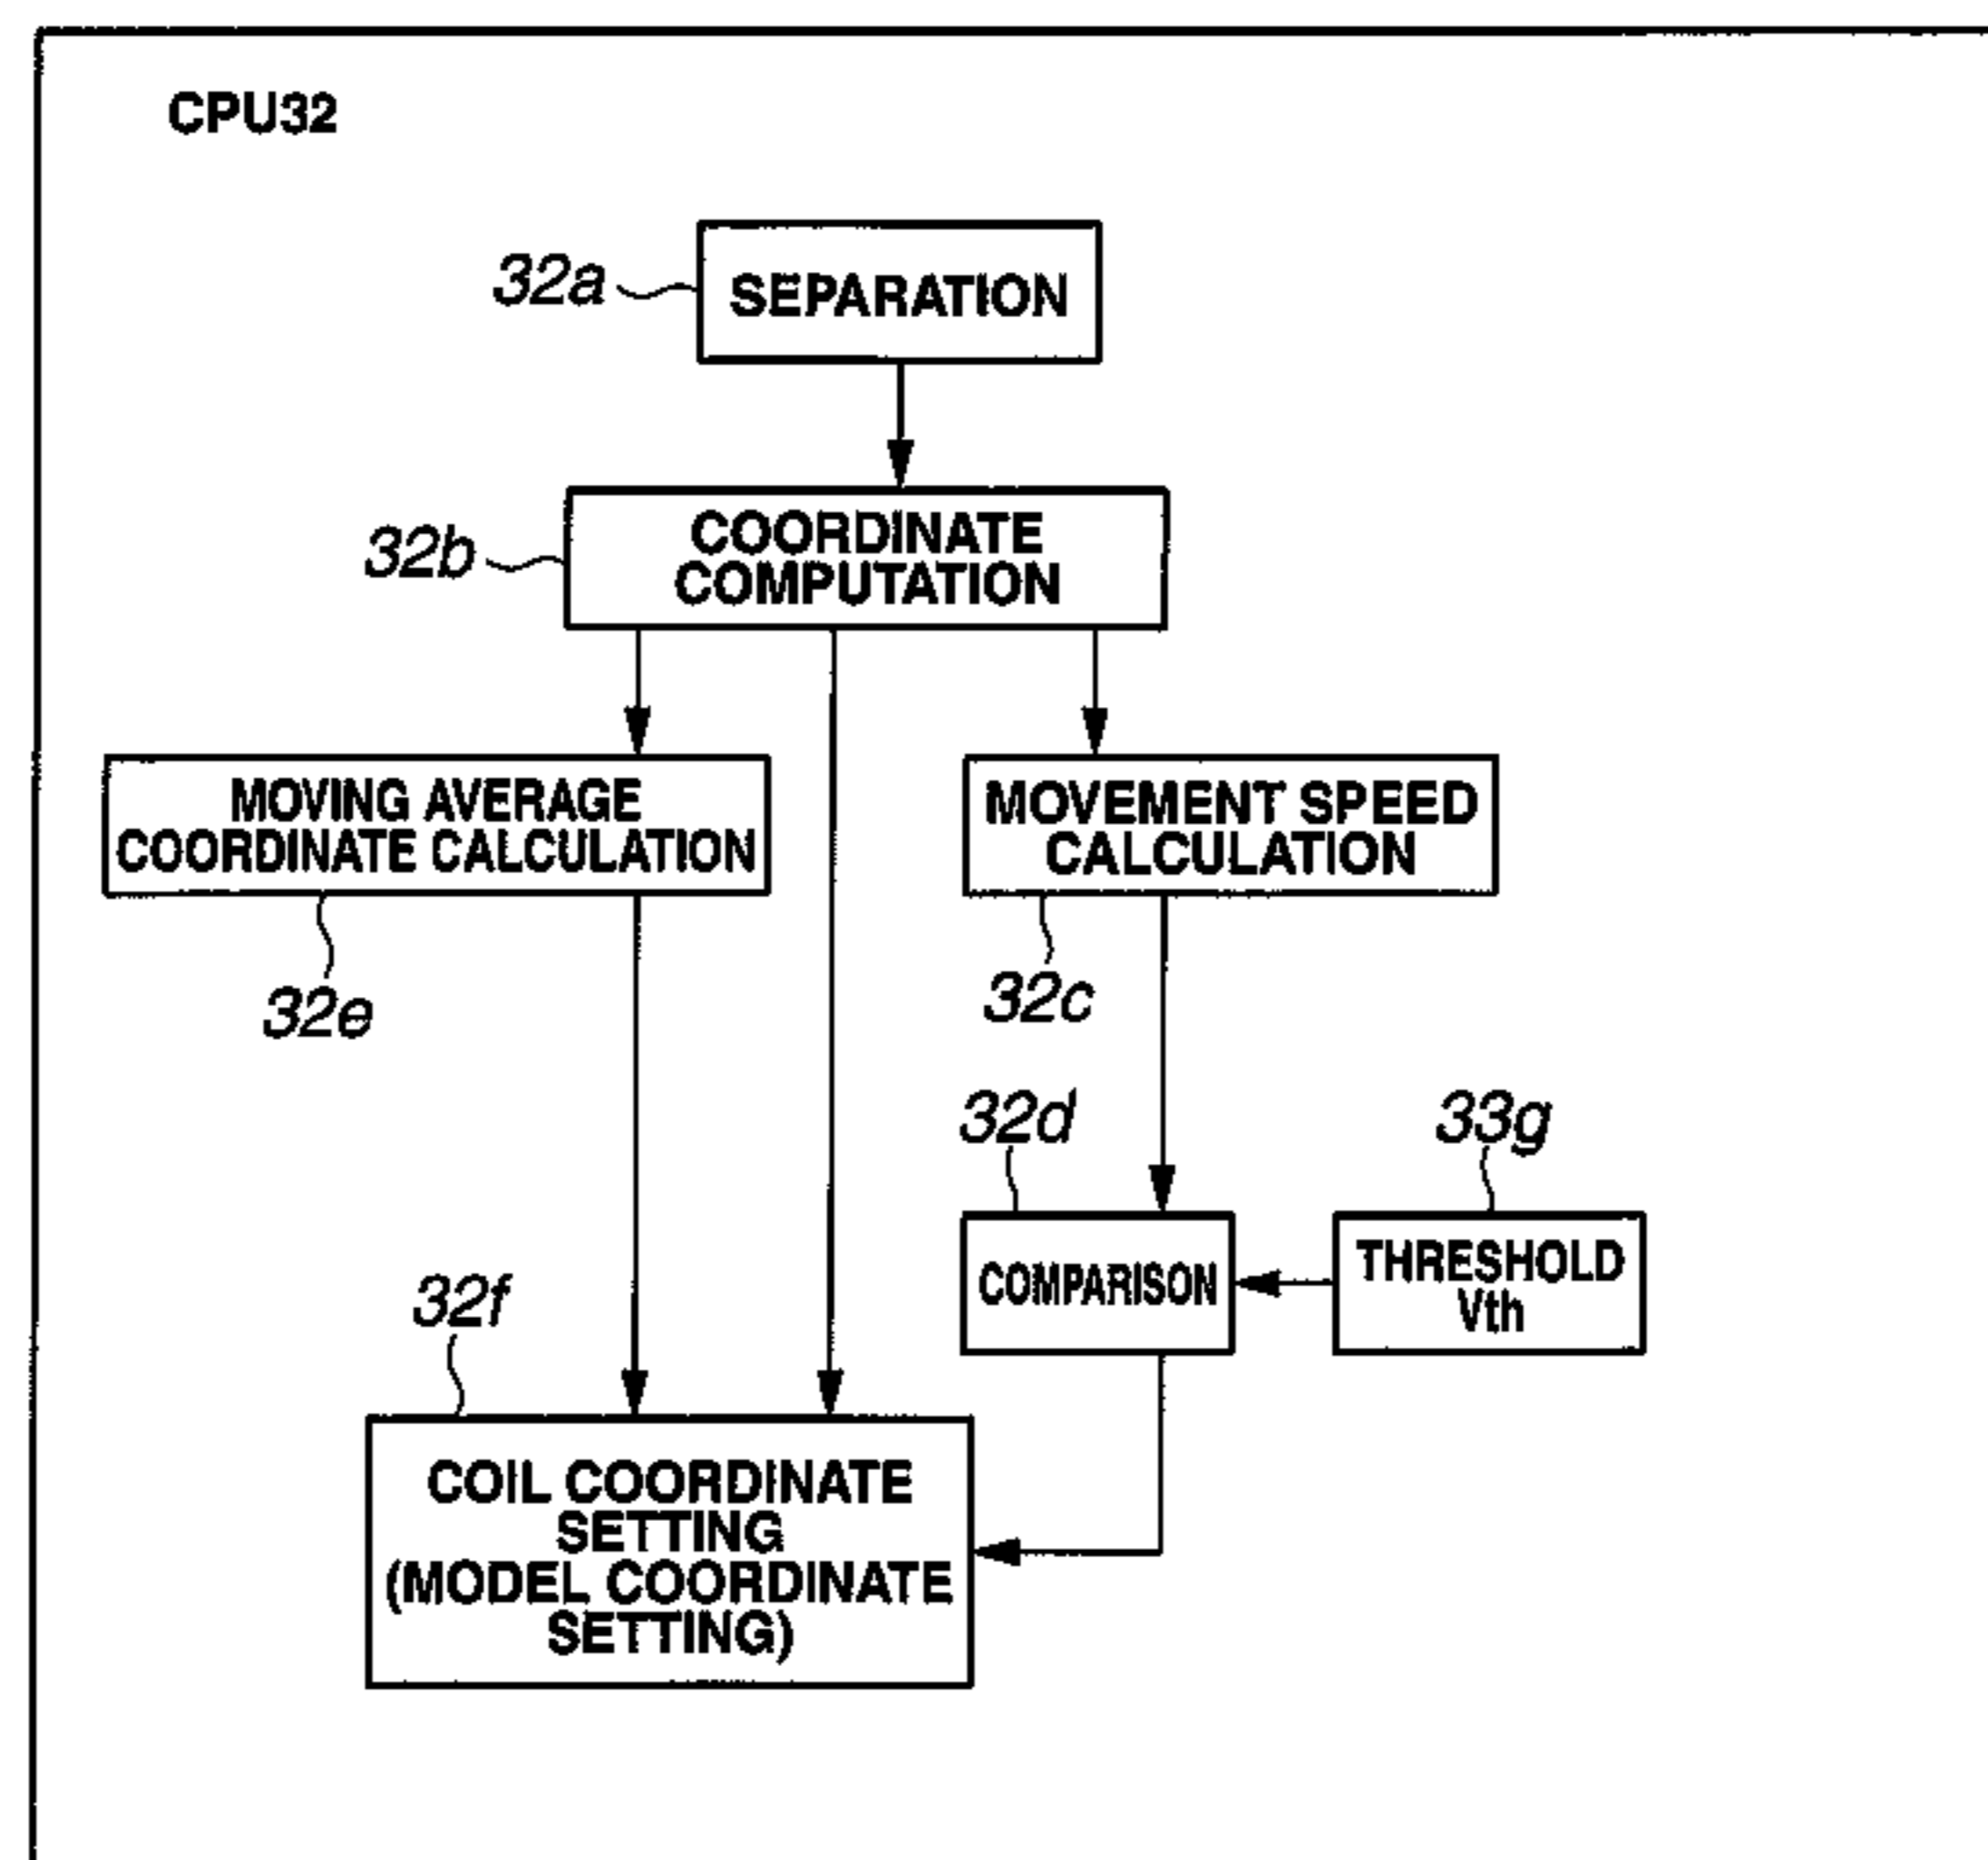 CPU32
32a
SEPARATION
32b
COORDINATE
COMPUTATION
MOVING AVERAGE
COORDINATE CALCULATION
MOVEMENT SPEED
CALCULATION
32e
32c
32d
33g
COMPARISON
THRESHOLD
Vth
32f
COIL COORDINATE
SETTING
(MODEL COORDINATE
SETTING)